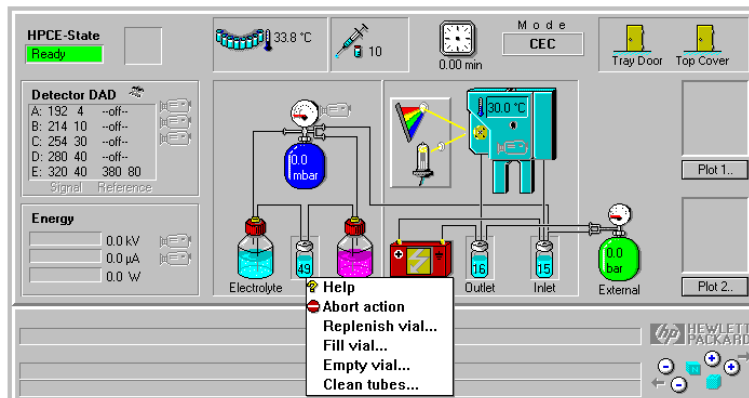 HPCE-State
Ready
33.8 °C
10
0.00 min
Mode
CEC
Tray Door
Top Cover
Detector DAD
A: 192 4 --off--
B: 214 10 --off--
C: 254 30 --off--
D: 280 40 --off--
E: 320 40 380 80
Signal Reference
0.0
mbar
30.0 °C
Plot 1..
Energy
0.0 kV
0.0 µA
0.0 W
0.0
bar
49
16
15
Electrolyte
Outlet
Inlet
External
Plot 2..
Help
Abort action
Replenish vial...
Fill vial...
Empty vial...
Clean tubes...
hp HEWLETT
PACKARD